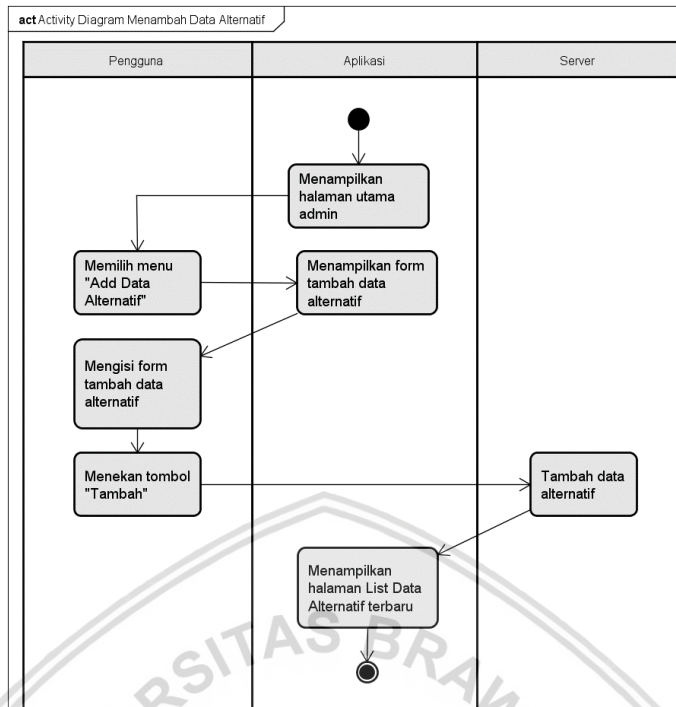 act Activity Diagram Menambah Data Alternatif
Pengguna
Aplikasi
Server
Menampilkan
halaman utama
admin
Memilih menu
"Add Data
Alternatif"
Menampilkan form
tambah data
alternatif
Mengisi form
tambah data
alternatif
Menekan tombol
"Tambah"
Tambah data
alternatif
Menampilkan
halaman List Data
Alternatif terbaru
RSITAS BRAW